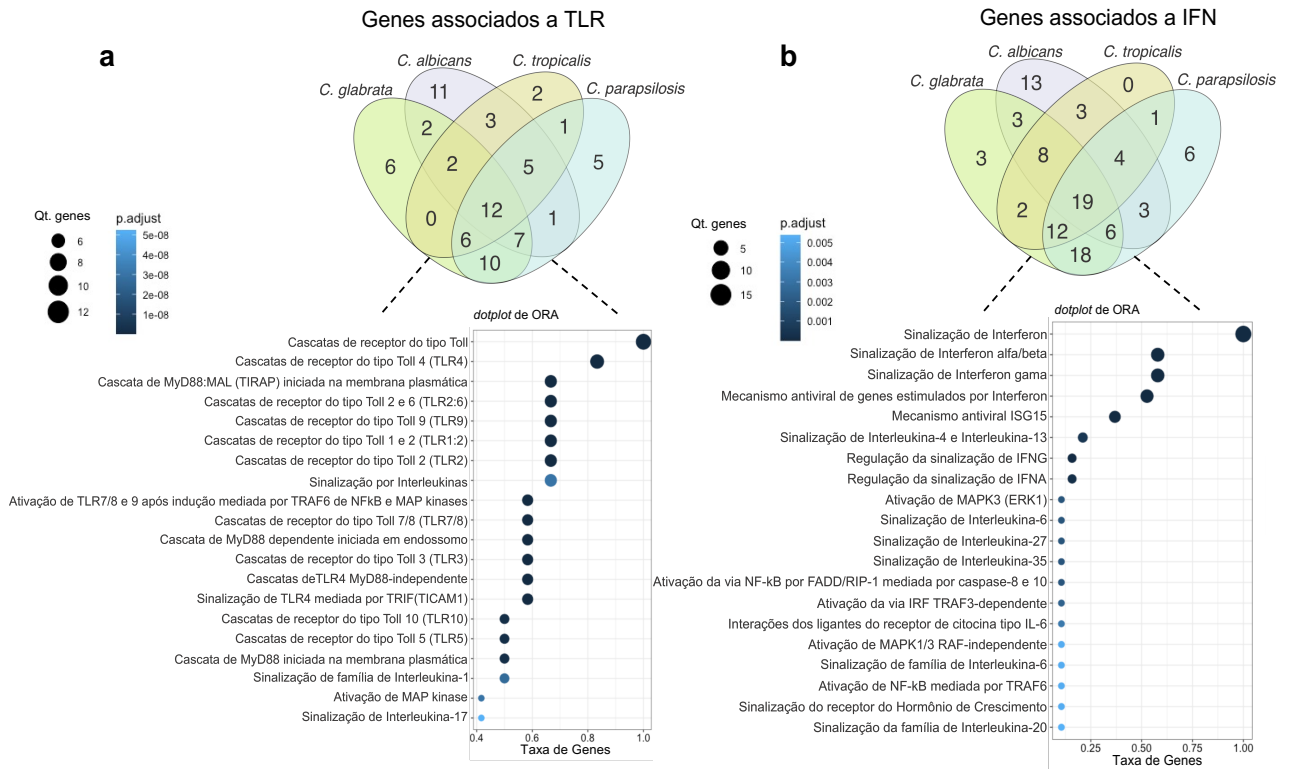 Genes associados a TLR
a
C. albicans
C. tropicalis
C. glabrata
C. parapsilosis
11
2
2
3
1
6
2
5
5
0
12
1
6
7
10
Qt. genes
6
8
10
12
p.adjust
5e-08
4e-08
3e-08
2e-08
1e-08
dotplot de ORA
Cascatas de receptor do tipo Toll
Cascatas de receptor do tipo Toll 4 (TLR4)
Cascata de MyD88:MAL (TIRAP) iniciada na membrana plasmática
Cascatas de receptor do tipo Toll 2 e 6 (TLR2:6)
Cascatas de receptor do tipo Toll 9 (TLR9)
Cascatas de receptor do tipo Toll 1 e 2 (TLR1:2)
Cascatas de receptor do tipo Toll 2 (TLR2)
Sinalização por Interleukinas
Ativação de TLR7/8 e 9 após indução mediada por TRAF6 de NFkB e MAP kinases
Cascatas de receptor do tipo Toll 7/8 (TLR7/8)
Cascata de MyD88 dependente iniciada em endossomo
Cascatas de receptor do tipo Toll 3 (TLR3)
Cascatas deTLR4 MyD88-independente
Sinalização de TLR4 mediada por TRIF(TICAM1)
Cascatas de receptor do tipo Toll 10 (TLR10)
Cascatas de receptor do tipo Toll 5 (TLR5)
Cascata de MyD88 iniciada na membrana plasmática
Sinalização de família de Interleukina-1
Ativação de MAP kinase
Sinalização de Interleukina-17
0.4 0.6 0.8 1.0
Taxa de Genes
Genes associados a IFN
b
C. albicans
C. tropicalis
C. glabrata
C. parapsilosis
13
0
3
3
1
3
8
4
6
2
19
3
12
6
18
Qt. genes
5
10
15
p.adjust
0.005
0.004
0.003
0.002
0.001
dotplot de ORA
Sinalização de Interferon
Sinalização de Interferon alfa/beta
Sinalização de Interferon gama
Mecanismo antiviral de genes estimulados por Interferon
Mecanismo antiviral ISG15
Sinalização de Interleukina-4 e Interleukina-13
Regulação da sinalização de IFNG
Regulação da sinalização de IFNA
Ativação de MAPK3 (ERK1)
Sinalização de Interleukina-6
Sinalização de Interleukina-27
Sinalização de Interleukina-35
Ativação da via NF-kB por FADD/RIP-1 mediada por caspase-8 e 10
Ativação da via IRF TRAF3-dependente
Interações dos ligantes do receptor de citocina tipo IL-6
Ativação de MAPK1/3 RAF-independente
Sinalização de família de Interleukina-6
Ativação de NF-kB mediada por TRAF6
Sinalização do receptor do Hormônio de Crescimento
Sinalização da família de Interleukina-20
0.25 0.50 0.75 1.00
Taxa de Genes